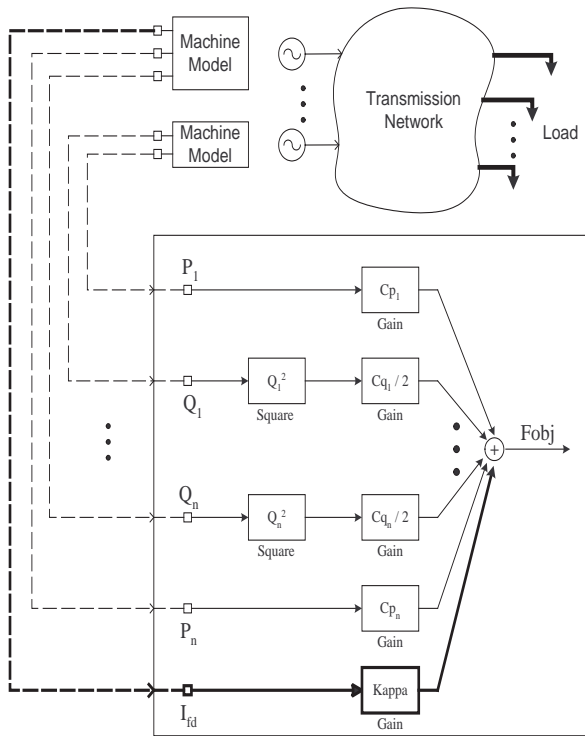 Machine
Model
Machine
Model
Transmission
Network
Load
P₁
Cp₁
Gain
Q₁
Q₁²
Square
Cq₁ / 2
Gain
Fobj
+
Qₙ
Qₙ²
Square
Cqₙ / 2
Gain
Pₙ
Cpₙ
Gain
I_fd
Kappa
Gain